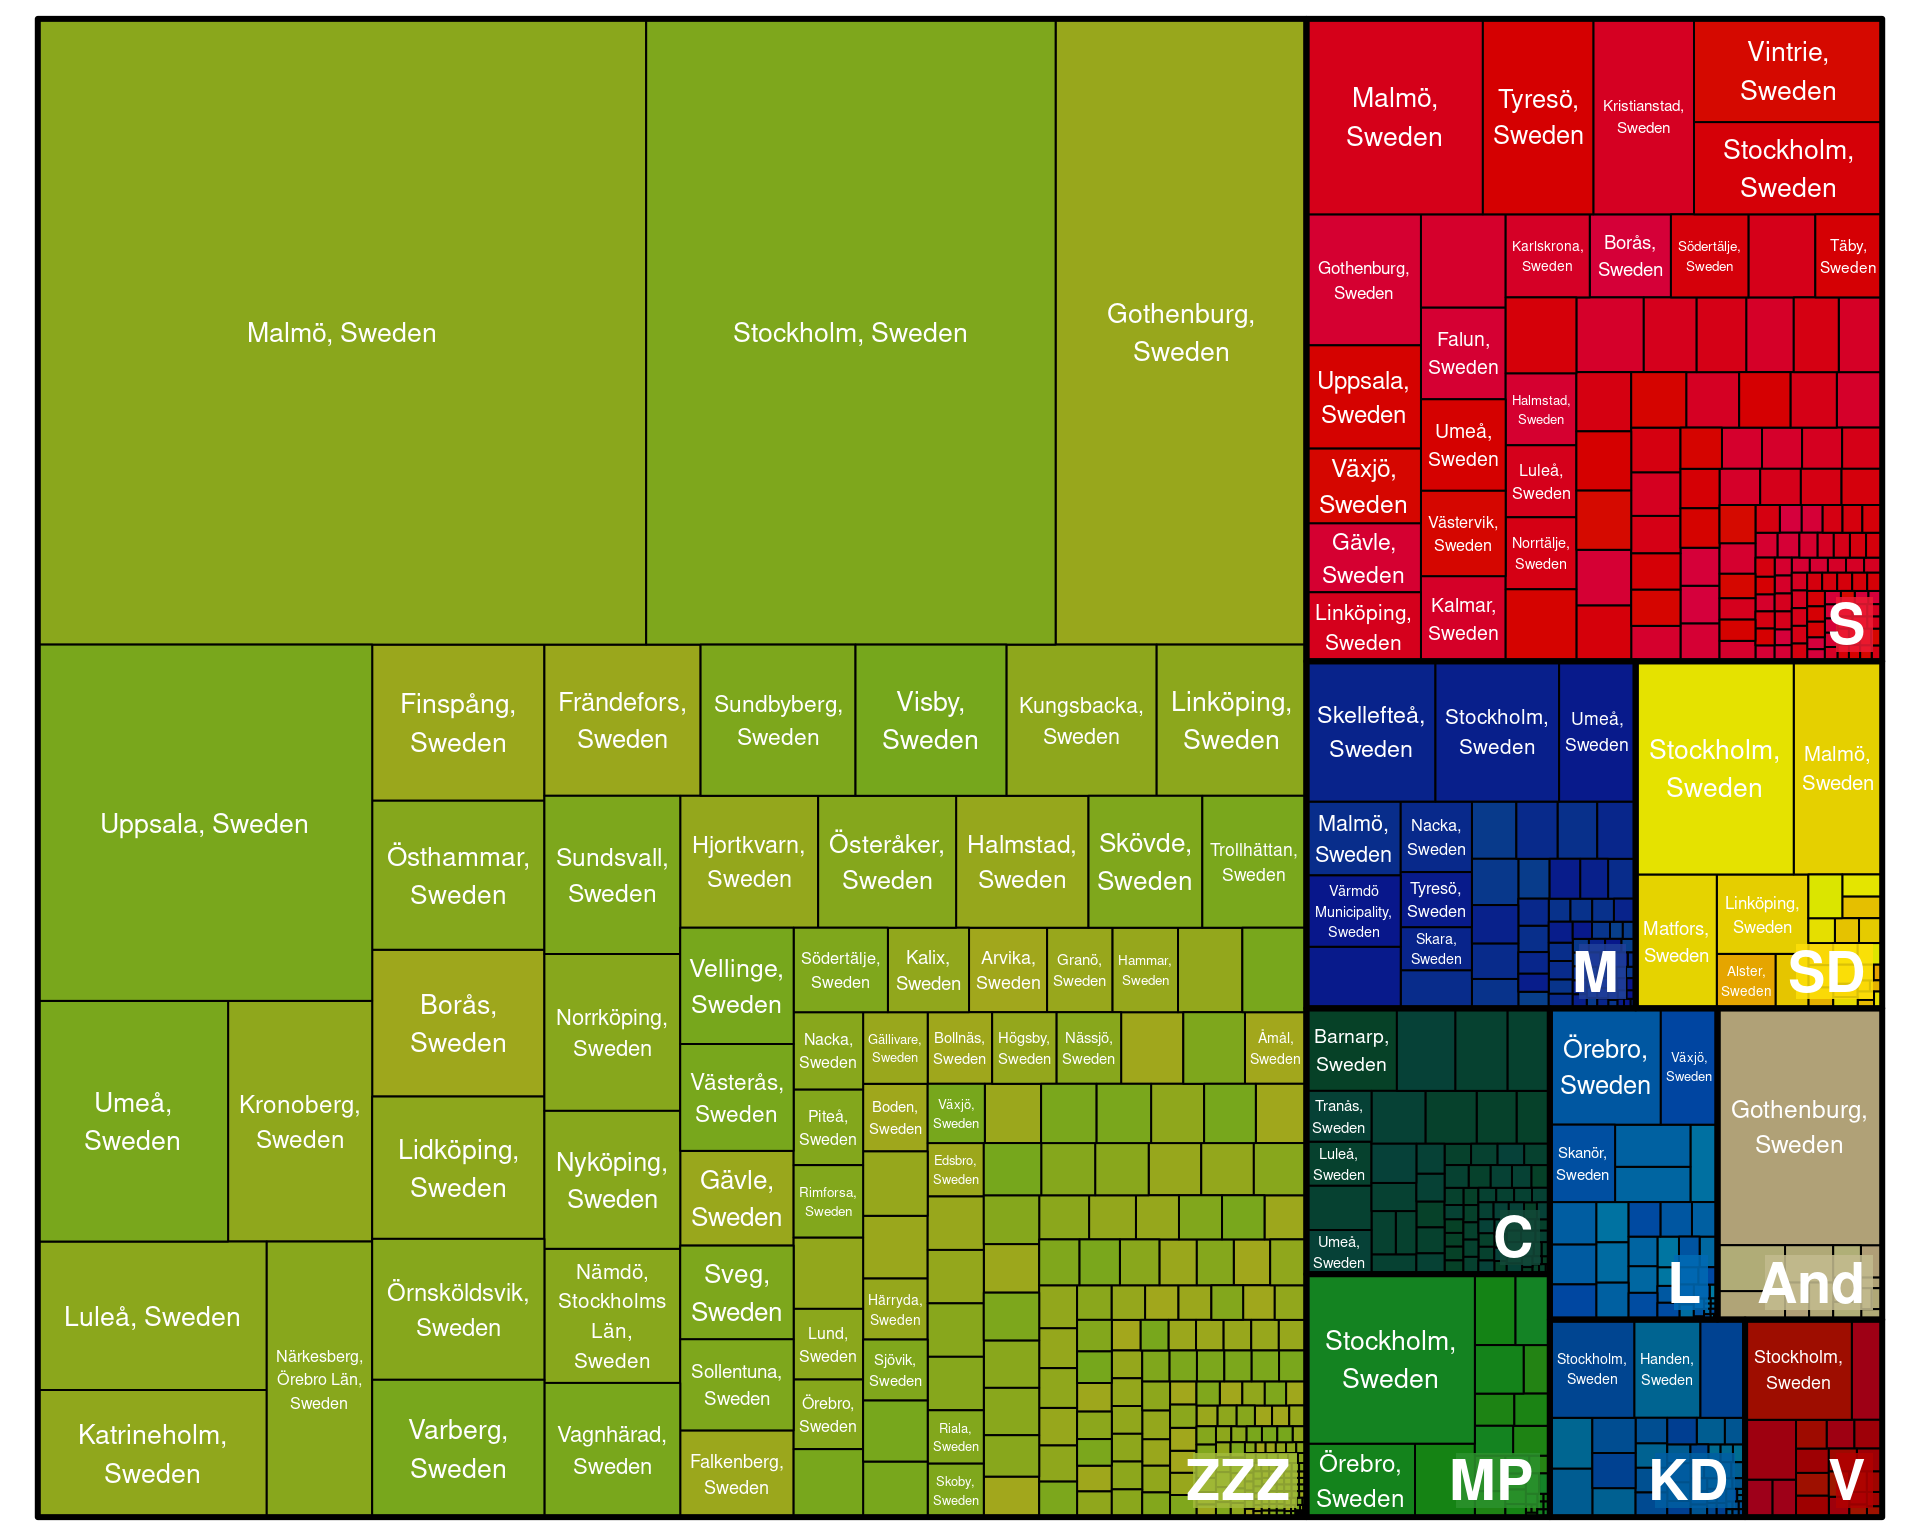 Malmö, Sweden
Stockholm, Sweden
Gothenburg,
Sweden
Uppsala, Sweden
Umeå,
Sweden
Kronoberg,
Sweden
Luleå, Sweden
Katrineholm,
Sweden
Närkesberg,
Örebro Län,
Sweden
Finspång,
Sweden
Östhammar,
Sweden
Borås,
Sweden
Lidköping,
Sweden
Örnsköldsvik,
Sweden
Varberg,
Sweden
Frändefors,
Sweden
Sundbyberg,
Sweden
Visby,
Sweden
Kungsbacka,
Sweden
Linköping,
Sweden
Sundsvall,
Sweden
Norrköping,
Sweden
Nyköping,
Sweden
Nämdö,
Stockholms
Län,
Sweden
Vagnhärad,
Sweden
Hjortkvarn,
Sweden
Österåker,
Sweden
Halmstad,
Sweden
Skövde,
Sweden
Trollhättan,
Sweden
Vellinge,
Sweden
Västerås,
Sweden
Gävle,
Sweden
Sveg,
Sweden
Sollentuna,
Sweden
Falkenberg,
Sweden
Södertälje,
Sweden
Kalix,
Sweden
Arvika,
Sweden
Granö,
Sweden
Hammar,
Sweden
Nacka,
Sweden
Piteå,
Sweden
Rimforsa,
Sweden
Lund,
Sweden
Örebro,
Sweden
Gällivare,
Sweden
Boden,
Sweden
Härryda,
Sweden
Sjövik,
Sweden
Bollnäs,
Sweden
Högsby,
Sweden
Nässjö,
Sweden
Åmål,
Sweden
Växjö,
Sweden
Edsbro,
Sweden
Riala,
Sweden
Skoby,
Sweden
ZZZ
Malmö,
Sweden
Tyresö,
Sweden
Kristianstad,
Sweden
Vintrie,
Sweden
Stockholm,
Sweden
Gothenburg,
Sweden
Uppsala,
Sweden
Växjö,
Sweden
Gävle,
Sweden
Linköping,
Sweden
Falun,
Sweden
Umeå,
Sweden
Västervik,
Sweden
Kalmar,
Sweden
Karlskrona,
Sweden
Borås,
Sweden
Södertälje,
Sweden
Täby,
Sweden
Halmstad,
Sweden
Luleå,
Sweden
Norrtälje,
Sweden
S
Skellefteå,
Sweden
Stockholm,
Sweden
Umeå,
Sweden
Malmö,
Sweden
Värmdö
Municipality,
Sweden
Nacka,
Sweden
Tyresö,
Sweden
Skara,
Sweden
M
Stockholm,
Sweden
Malmö,
Sweden
Matfors,
Sweden
Linköping,
Sweden
Alster,
Sweden
SD
Barnarp,
Sweden
Tranås,
Sweden
Luleå,
Sweden
Umeå,
Sweden
C
Örebro,
Sweden
Växjö,
Sweden
Skanör,
Sweden
L
Gothenburg,
Sweden
And
Stockholm,
Sweden
Örebro,
Sweden
MP
Stockholm,
Sweden
Handen,
Sweden
KD
Stockholm,
Sweden
V